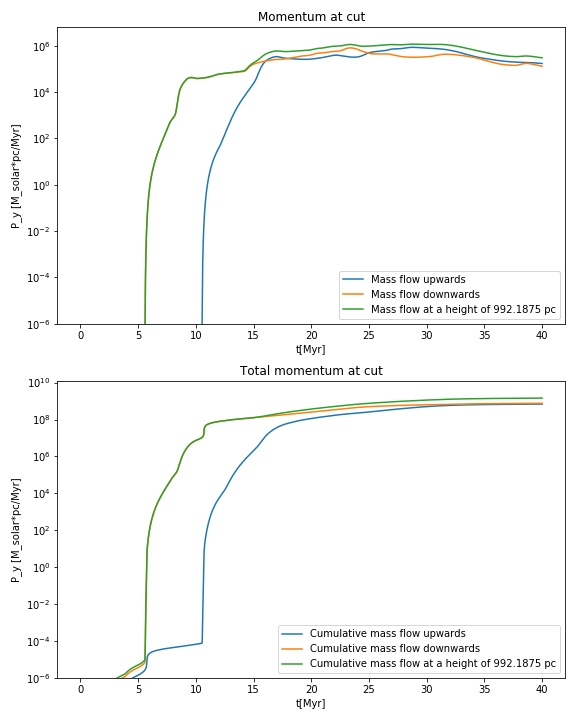 Momentum at cut
P_y [M_solar*pc/Myr]
10^6
10^4
10^2
10^0
10^-2
10^-4
10^-6
Mass flow upwards
Mass flow downwards
Mass flow at a height of 992.1875 pc
0 5 10 15 20 25 30 35 40
t[Myr]
Total momentum at cut
P_y [M_solar*pc/Myr]
10^10
10^8
10^6
10^4
10^2
10^0
10^-2
10^-4
10^-6
Cumulative mass flow upwards
Cumulative mass flow downwards
Cumulative mass flow at a height of 992.1875 pc
0 5 10 15 20 25 30 35 40
t[Myr]